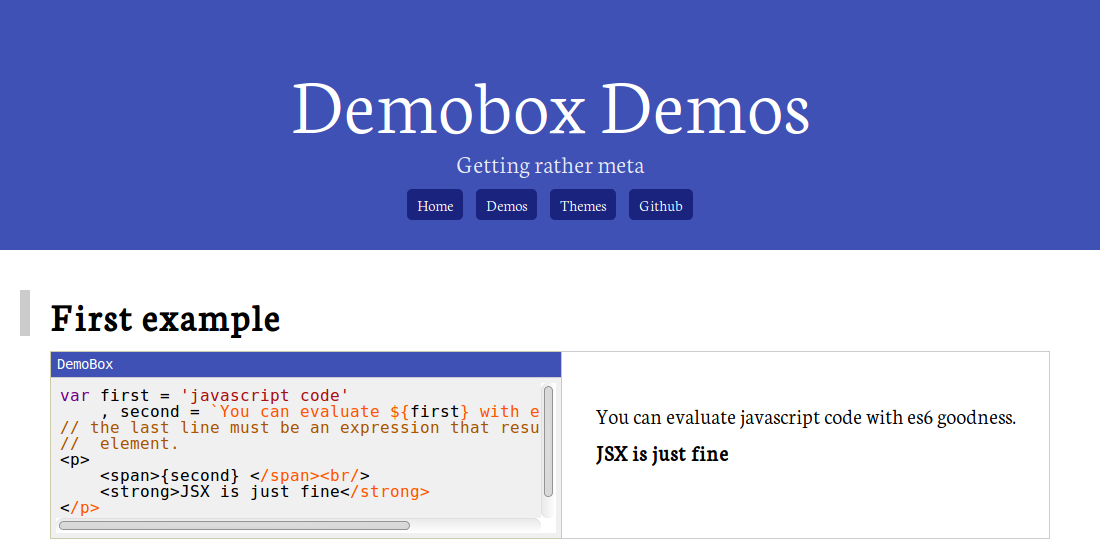 Demobox Demos
Getting rather meta
Home Demos Themes Github
First example
DemoBox
var first = 'javascript code'
    , second = `You can evaluate ${first} with e
// the last line must be an expression that resu
//  element.
<p>
    <span>{second} </span><br/>
    <strong>JSX is just fine</strong>
</p>
You can evaluate javascript code with es6 goodness.
JSX is just fine